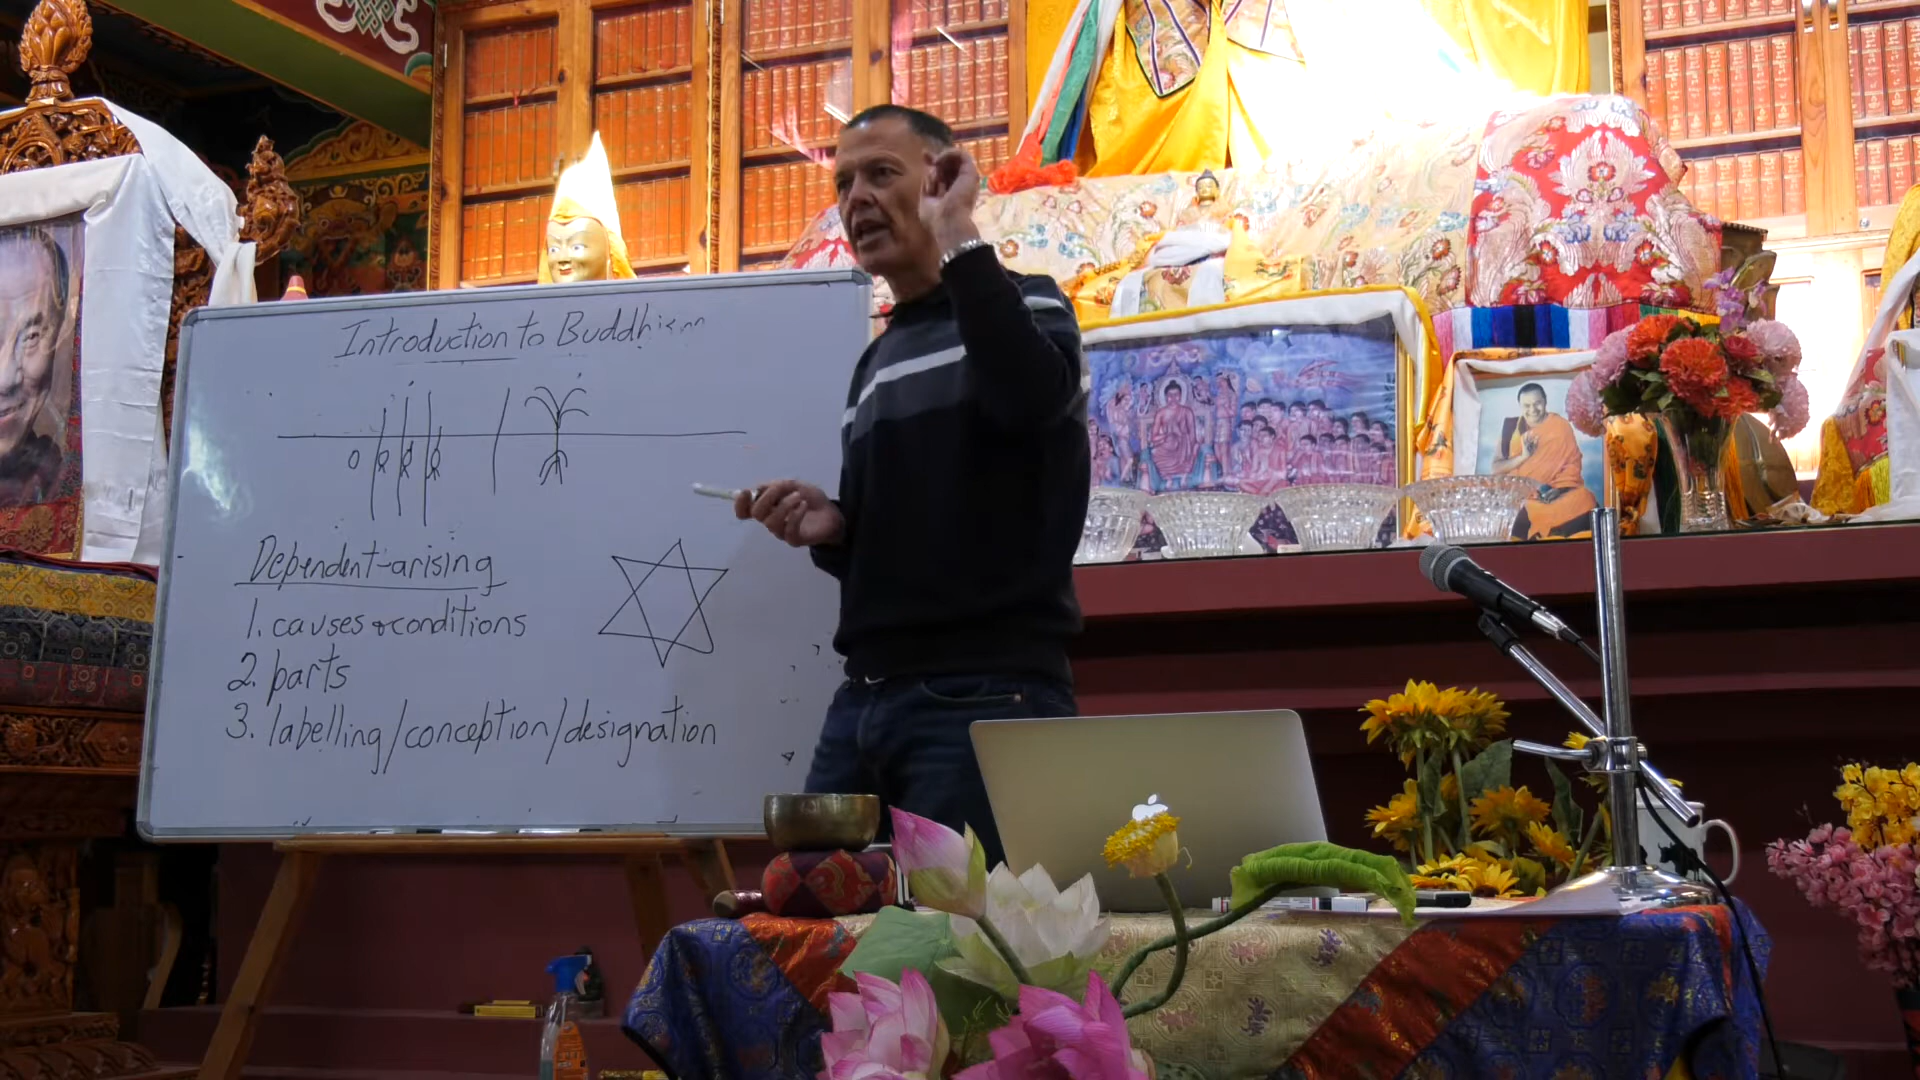 Introduction to Buddhism
Dependent-arising
1. causes & conditions
2. parts
3. labelling/conception/designation